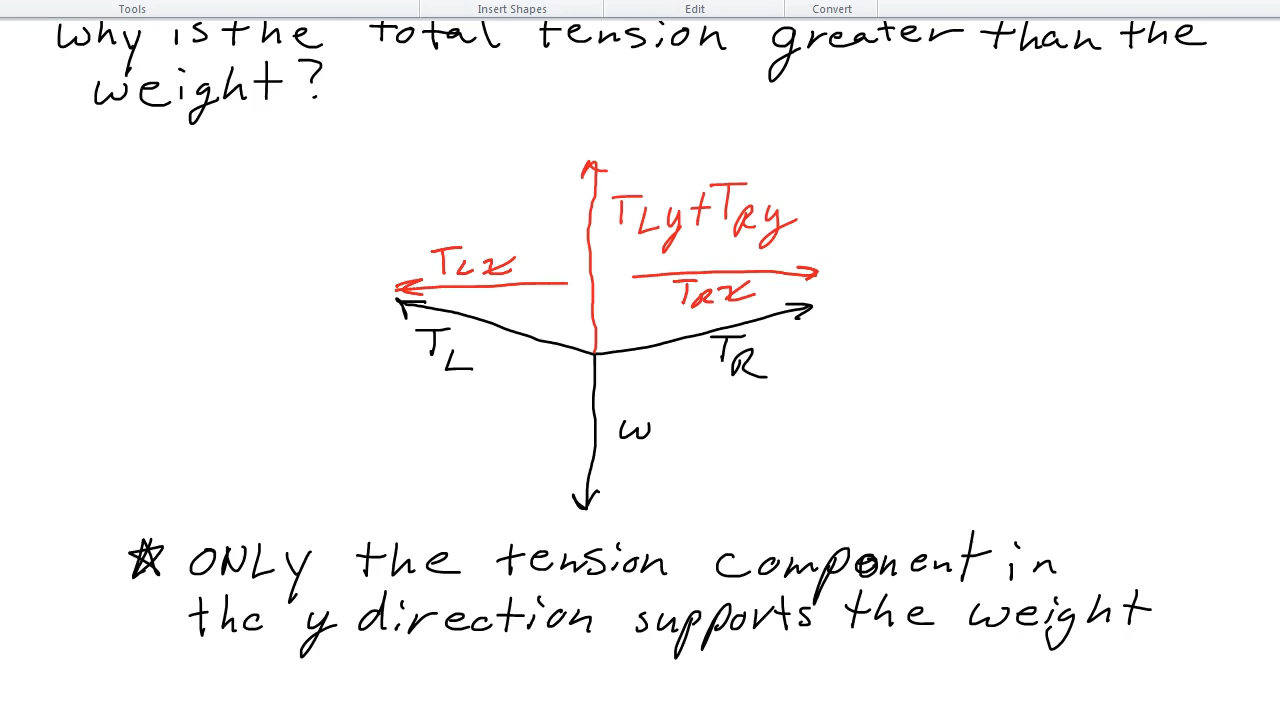 Tools Insert Shapes Edit Convert
why is the total tension greater than the
weight?
TLy+TRy
TLx
TRx
TL
TR
w
ONLY the tension component in
the y direction supports the weight